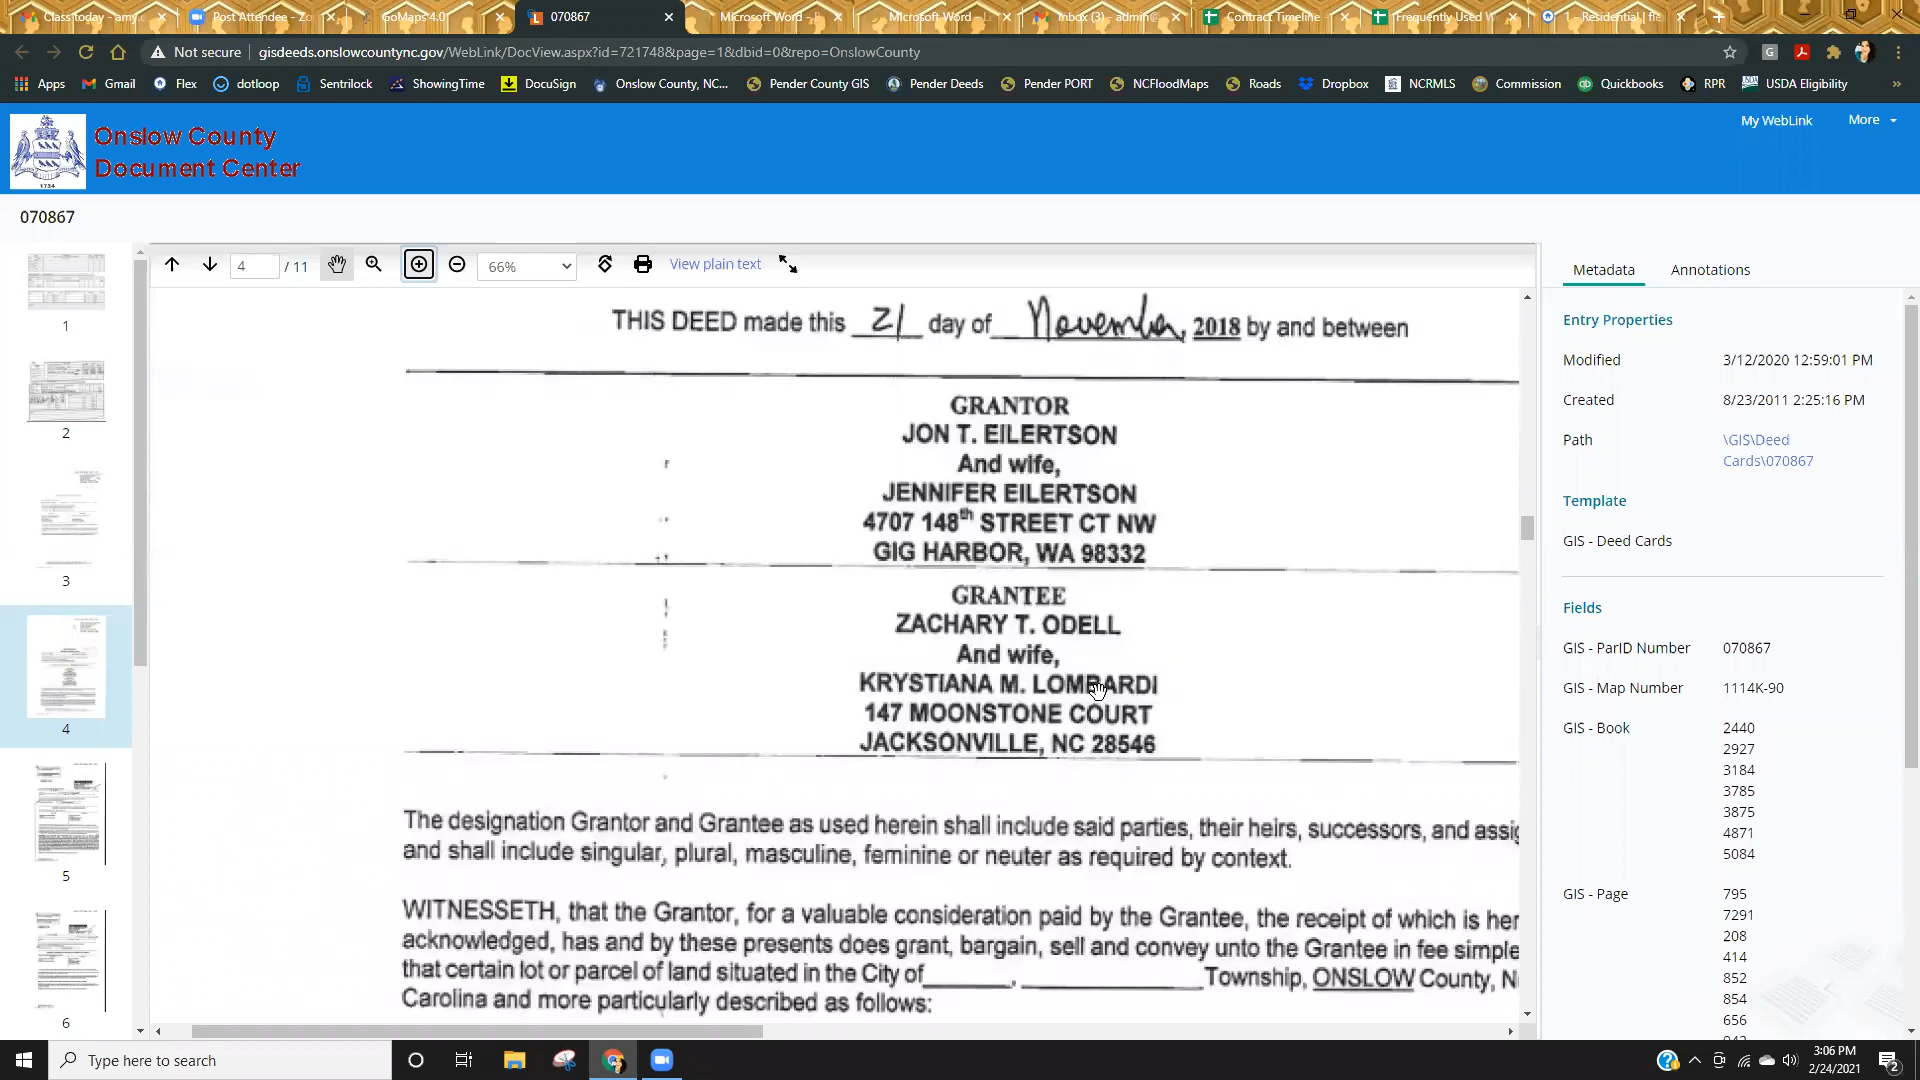 Class today - amy.
Post Attendee - Zo
GoMaps 4.0
070867
Microsoft Word -
Microsoft Word -
Inbox (3) - admin@
Contract Timeline -
Frequently Used W
1 - Residential | fle
Not secure gisdeeds.onslowcountync.gov/WebLink/DocView.aspx?id=721748&page=1&dbid=0&repo=OnslowCounty
Apps Gmail Flex dotloop Sentrilock ShowingTime DocuSign Onslow County, NC... Pender County GIS Pender Deeds Pender PORT NCFloodMaps Roads Dropbox NCRMLS Commission Quickbooks RPR USDA Eligibility »
1734
Onslow County
Document Center
My WebLink More
070867
4 / 11 66% View plain text
1
2
3
4
5
6
THIS DEED made this 21 day of November, 2018 by and between
GRANTOR
JON T. EILERTSON
And wife,
JENNIFER EILERTSON
4707 148th STREET CT NW
GIG HARBOR, WA 98332
GRANTEE
ZACHARY T. ODELL
And wife,
KRYSTIANA M. LOMBARDI
147 MOONSTONE COURT
JACKSONVILLE, NC 28546
The designation Grantor and Grantee as used herein shall include said parties, their heirs, successors, and assig
and shall include singular, plural, masculine, feminine or neuter as required by context.
WITNESSETH, that the Grantor, for a valuable consideration paid by the Grantee, the receipt of which is her
acknowledged, has and by these presents does grant, bargain, sell and convey unto the Grantee in fee simple
that certain lot or parcel of land situated in the City of ______, ______ Township, ONSLOW County, N
Carolina and more particularly described as follows:
Metadata Annotations
Entry Properties
Modified 3/12/2020 12:59:01 PM
Created 8/23/2011 2:25:16 PM
Path \GIS\Deed
Cards\070867
Template
GIS - Deed Cards
Fields
GIS - ParID Number 070867
GIS - Map Number 1114K-90
GIS - Book 2440
2927
3184
3785
3875
4871
5084
GIS - Page 795
7291
208
414
852
854
656
Type here to search
3:06 PM
2/24/2021
2